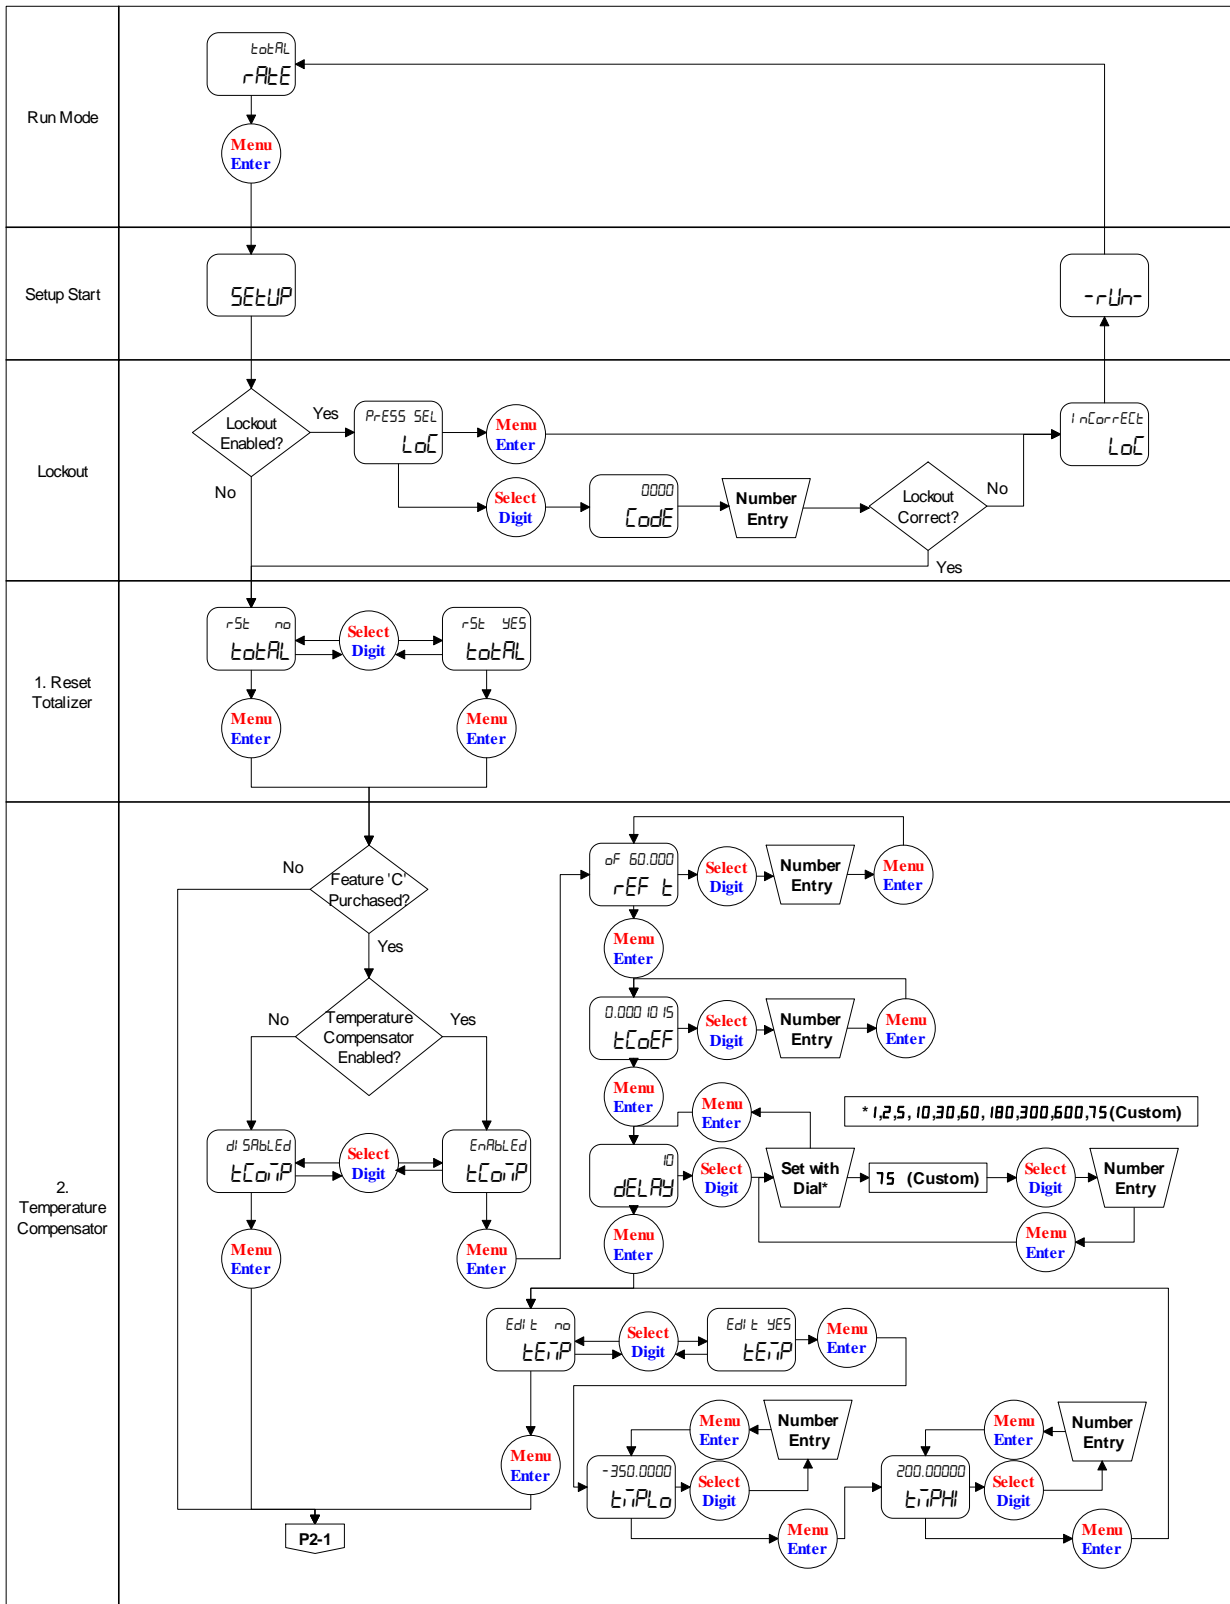 Run Mode
totAL
rAtE
Menu
Enter
Setup Start
SEtUP
-rUn-
Lockout
Lockout
Enabled?
Yes
No
PrESS SEL
LoC
Menu
Enter
Select
Digit
0000
CodE
Number
Entry
Lockout
Correct?
No
Yes
InCorrECt
LoC
1. Reset
Totalizer
rSt no
totAL
Select
Digit
rSt YES
totAL
Menu
Enter
Menu
Enter
2.
Temperature
Compensator
No
Feature 'C'
Purchased?
Yes
No
Temperature
Compensator
Enabled?
Yes
dISAbLEd
tComP
Select
Digit
EnAbLEd
tComP
Menu
Enter
Menu
Enter
oF 60.000
rEF t
Select
Digit
Number
Entry
Menu
Enter
Menu
Enter
0.0001015
tCoEF
Select
Digit
Number
Entry
Menu
Enter
Menu
Enter
Menu
Enter
*1,2,5,10,30,60,180,300,600,75(Custom)
10
dELAY
Select
Digit
Set with
Dial*
75 (Custom)
Select
Digit
Number
Entry
Menu
Enter
Menu
Enter
EdIt no
tEmP
Select
Digit
EdIt YES
tEmP
Menu
Enter
Menu
Enter
Menu
Enter
Number
Entry
-350.0000
tmPLo
Select
Digit
Menu
Enter
Menu
Enter
Number
Entry
200.00000
tmPHI
Select
Digit
Menu
Enter
P2-1